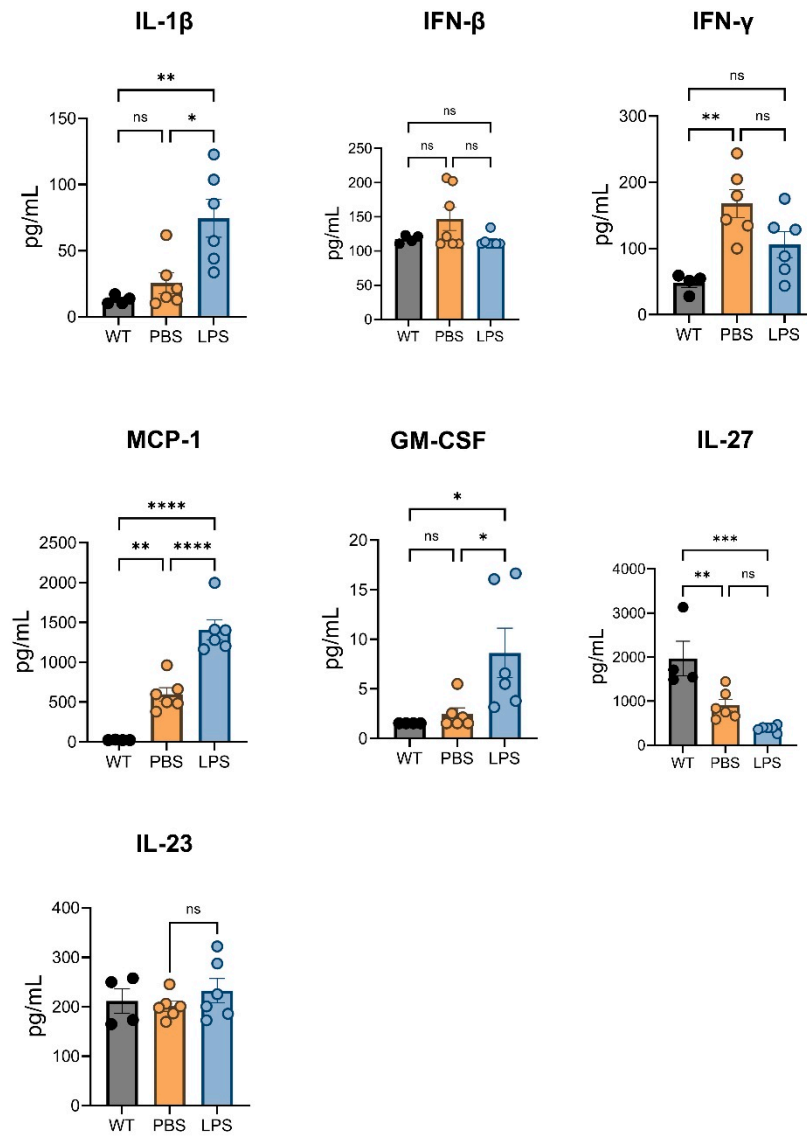 IL-1β
**
ns
*
150
100
50
0
pg/mL
WT PBS LPS
IFN-β
ns
ns ns
250
200
150
100
50
0
pg/mL
WT PBS LPS
IFN-γ
ns
** ns
300
200
100
0
pg/mL
WT PBS LPS
MCP-1
****
** ****
2500
2000
1500
1000
500
0
pg/mL
WT PBS LPS
GM-CSF
*
ns *
20
15
10
5
0
pg/mL
WT PBS LPS
IL-27
***
** ns
4000
3000
2000
1000
0
pg/mL
WT PBS LPS
IL-23
ns
400
300
200
100
0
pg/mL
WT PBS LPS